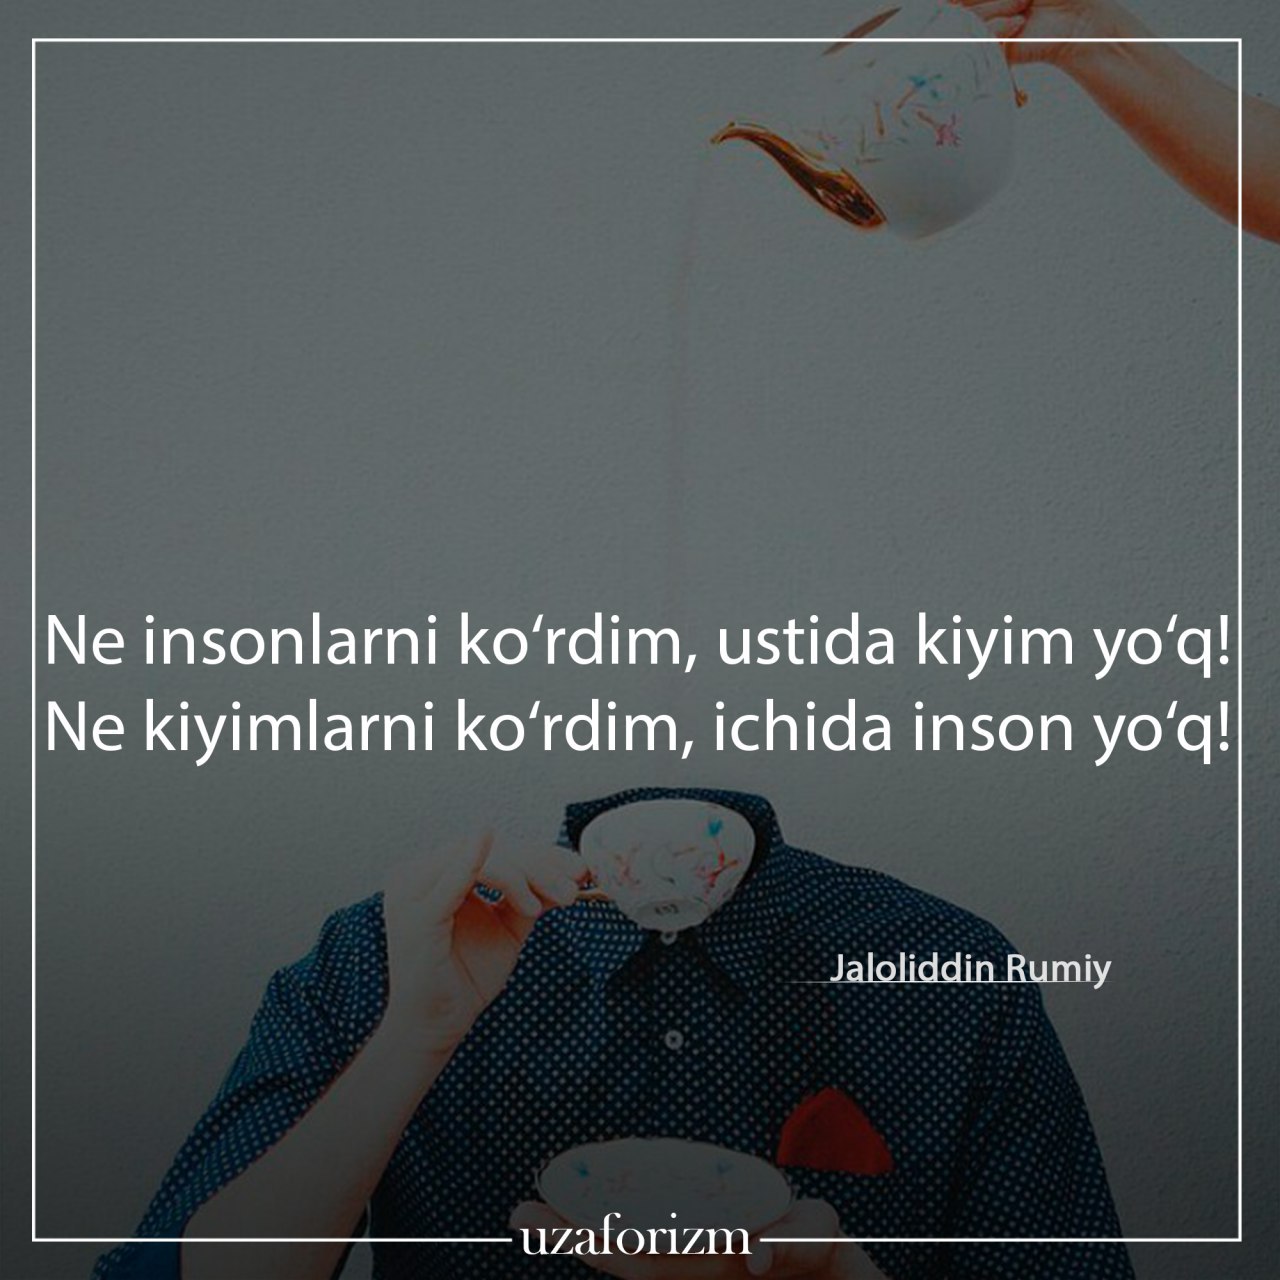 Ne insonlarni ko‘rdim, ustida kiyim yo‘q!
Ne kiyimlarni ko‘rdim, ichida inson yo‘q!
Jaloliddin Rumiy
uzaforizm